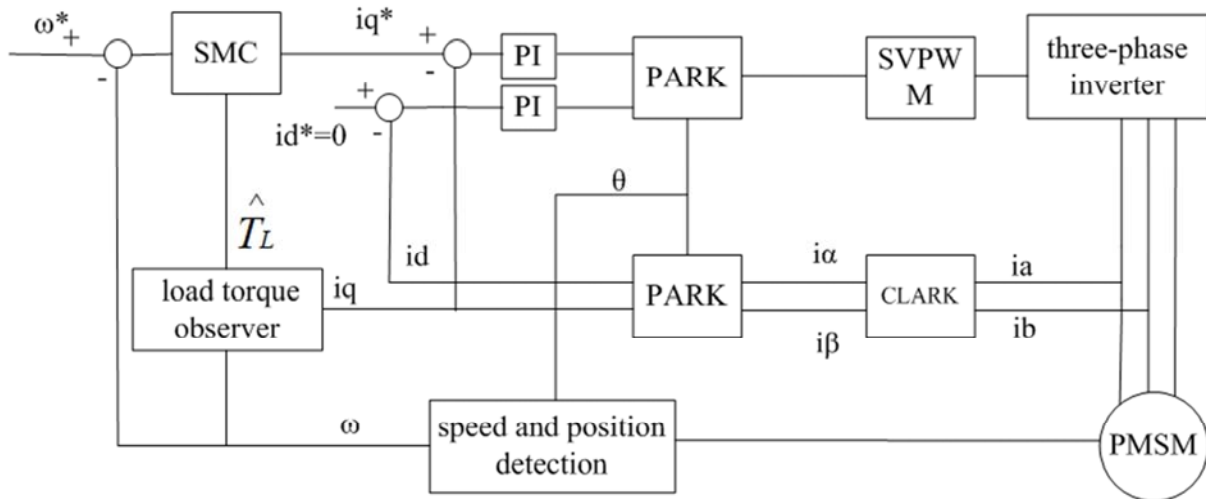 ω*
+
-
SMC
iq*
+
-
PI
PARK
SVPW
M
three-phase
inverter
+
-
id*=0
PI
θ
T̂L
id
iq
load torque
observer
PARK
iα
iβ
CLARK
ia
ib
ω
speed and position
detection
PMSM